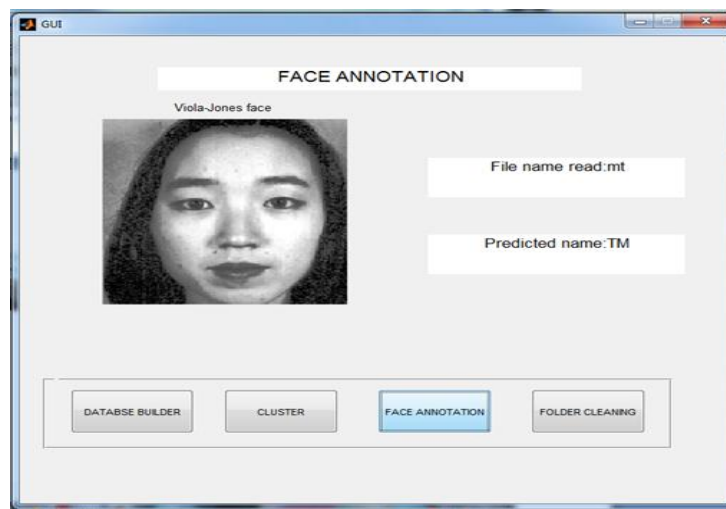 GUI
FACE ANNOTATION
Viola-Jones face
File name read:mt
Predicted name:TM
DATABSE BUILDER
CLUSTER
FACE ANNOTATION
FOLDER CLEANING